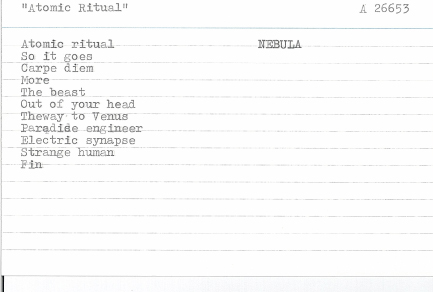 "Atomic Ritual" A 26653
Atomic ritual NEBULA
So it goes
Carpe diem
More
The beast
Out of your head
Theway to Venus
Paradise engineer
Electric synapse
Strange human
Fin